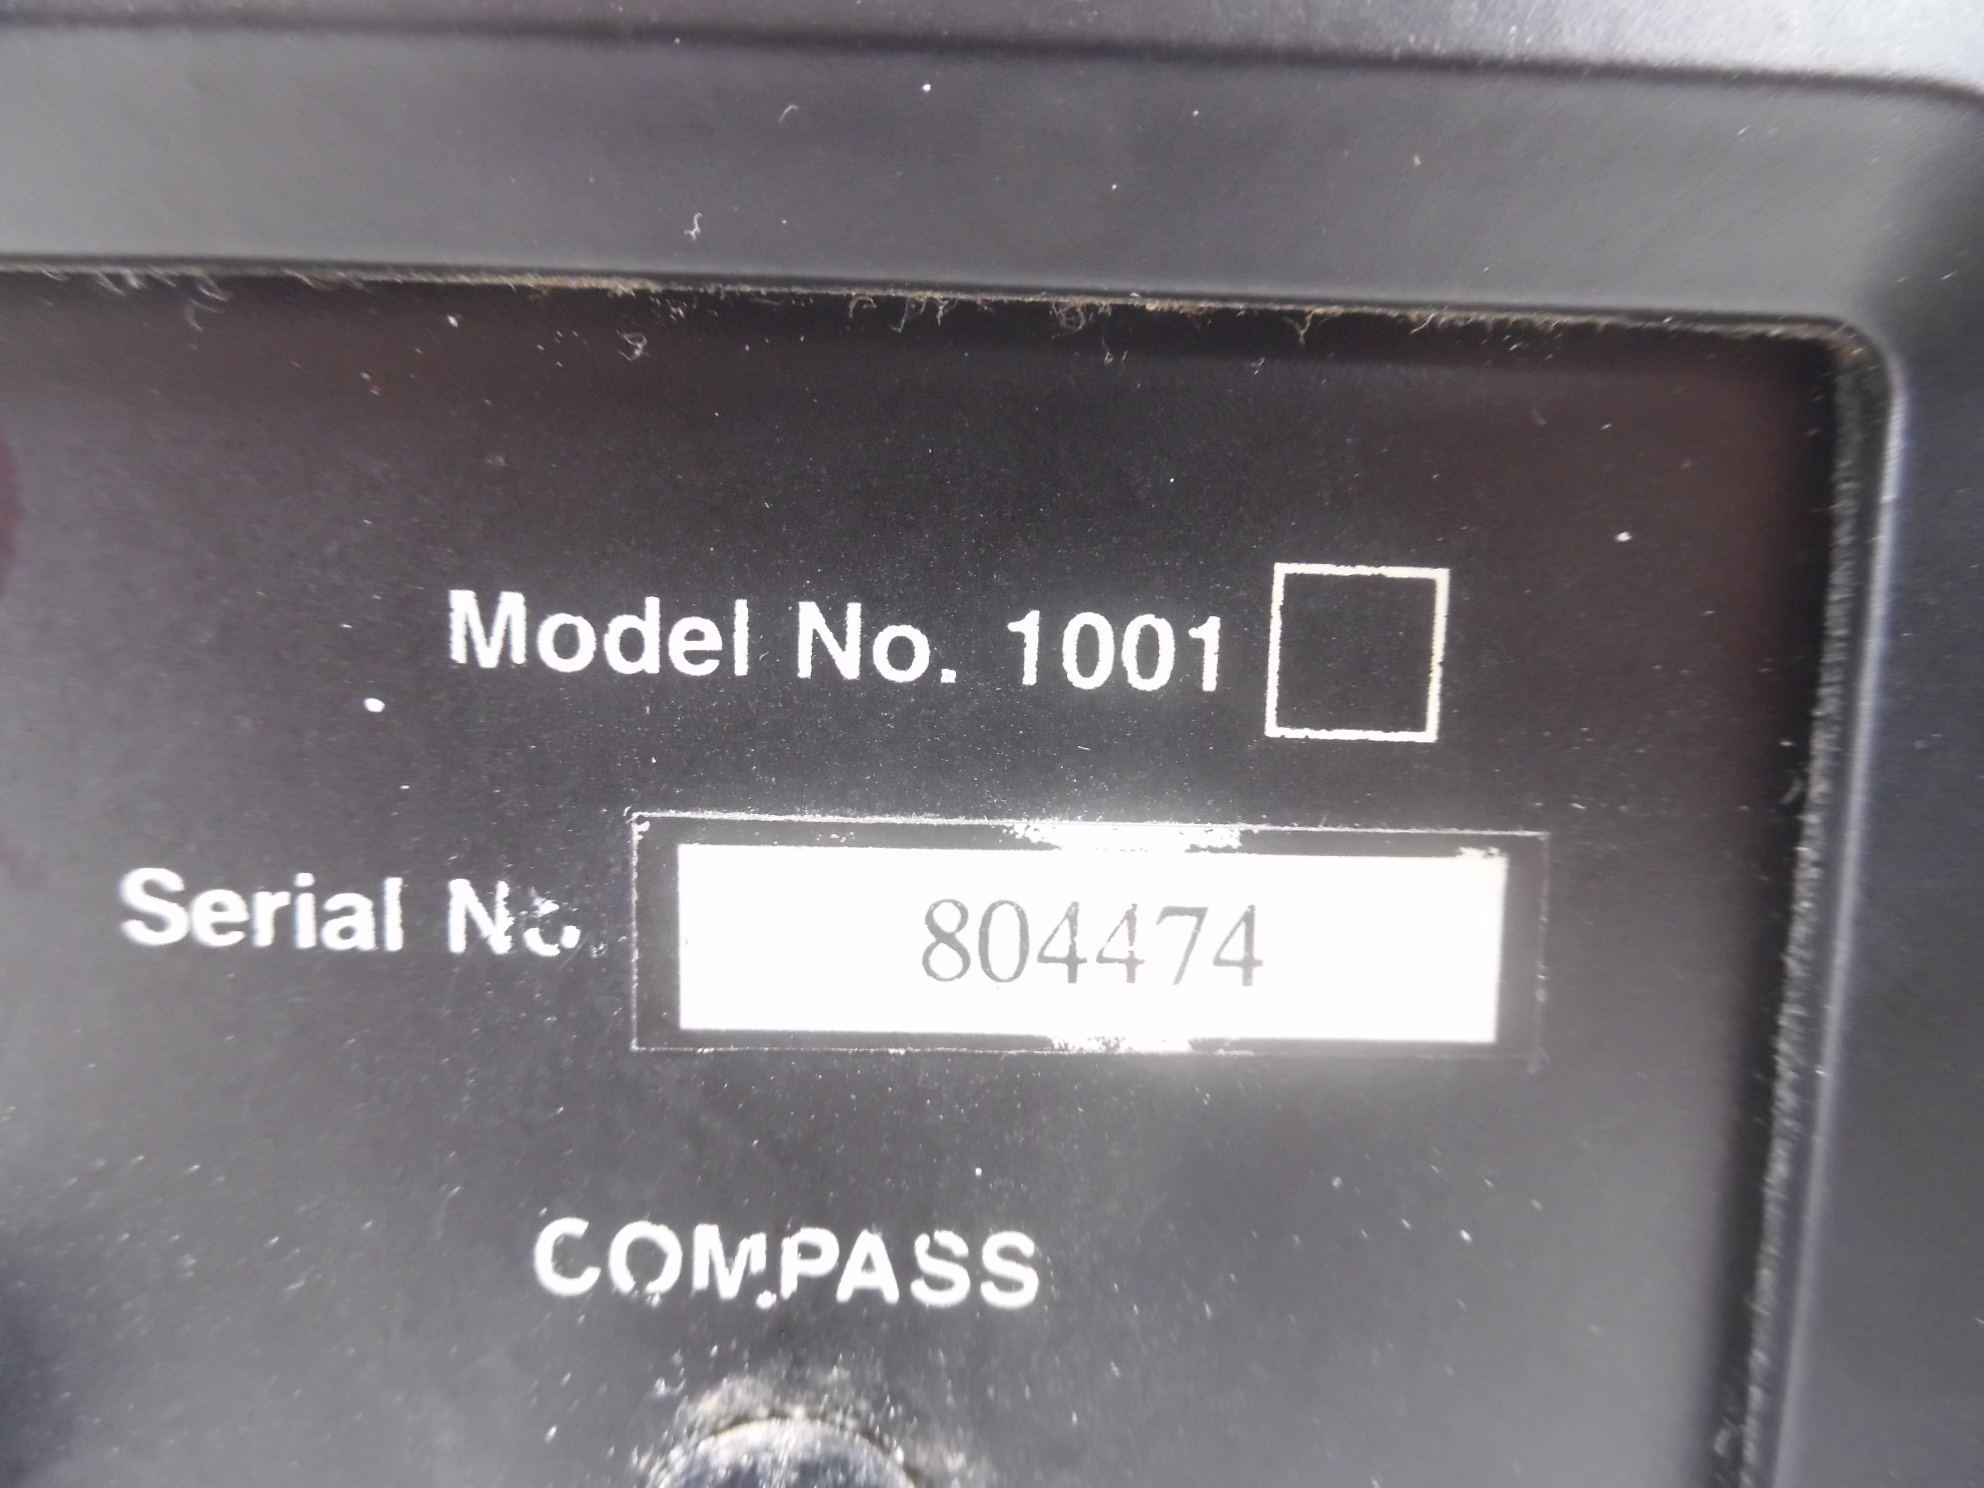 Model No. 1001
Serial No. 804474
COMPASS